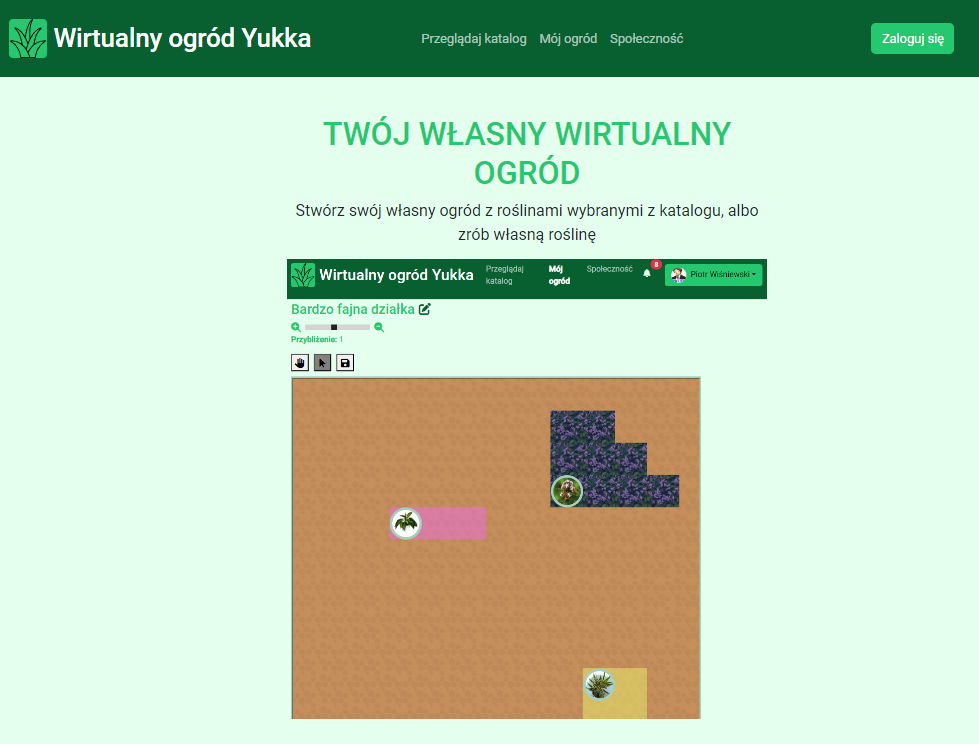 Wirtualny ogród Yukka
Przeglądaj katalog Mój ogród Społeczność
Zaloguj się
TWÓJ WŁASNY WIRTUALNY
OGRÓD
Stwórz swój własny ogród z roślinami wybranymi z katalogu, albo
zrób własną roślinę
Wirtualny ogród Yukka
Przeglądaj
katalog
Mój
ogród
Społeczność
8
Piotr Wiśniewski
Bardzo fajna działka
Przybliżenie: 1